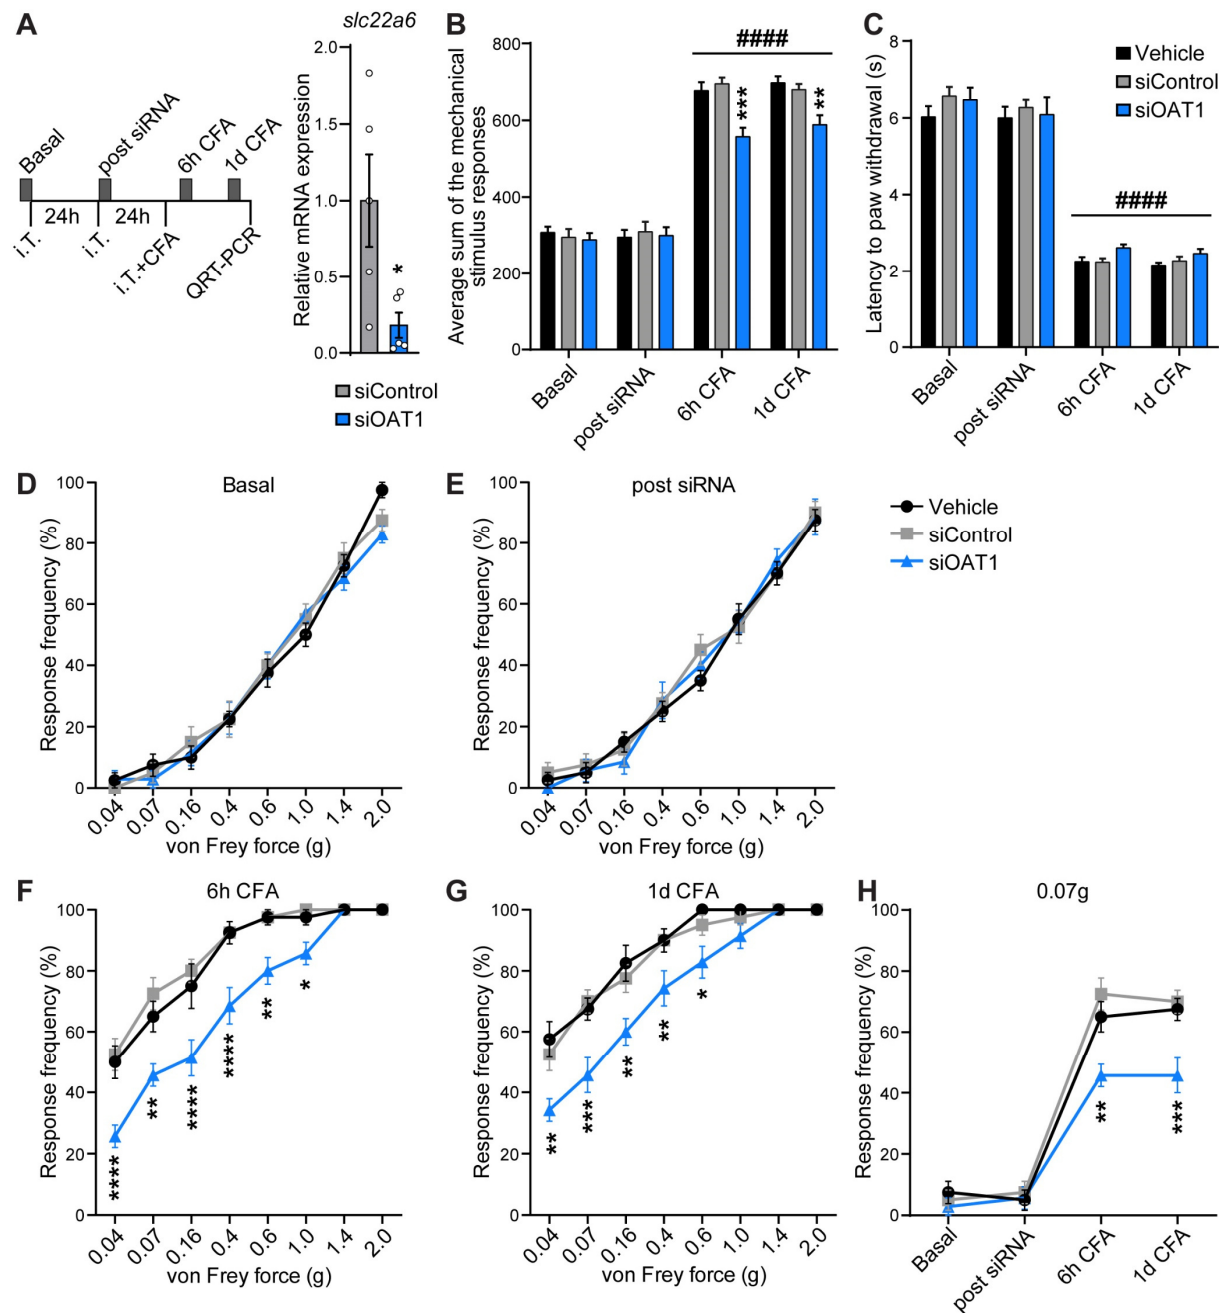 A
slc22a6
Basal
post siRNA
6h CFA
1d CFA
24h
24h
i.T.
i.T.
i.T.+CFA
QRT-PCR
Relative mRNA expression
2.0
1.5
1.0
0.5
0.0
*
siControl
siOAT1
B
Average sum of the mechanical
stimulus responses
800
600
400
200
0
####
***
**
Basal
post siRNA
6h CFA
1d CFA
C
Latency to paw withdrawal (s)
8
6
4
2
0
Vehicle
siControl
siOAT1
####
Basal
post siRNA
6h CFA
1d CFA
D
Basal
Response frequency (%)
100
80
60
40
20
0
0.04
0.07
0.16
0.4
0.6
1.0
1.4
2.0
von Frey force (g)
E
post siRNA
Response frequency (%)
100
80
60
40
20
0
0.04
0.07
0.16
0.4
0.6
1.0
1.4
2.0
von Frey force (g)
Vehicle
siControl
siOAT1
F
6h CFA
Response frequency (%)
100
80
60
40
20
0
****
**
****
****
**
*
0.04
0.07
0.16
0.4
0.6
1.0
1.4
2.0
von Frey force (g)
G
1d CFA
Response frequency (%)
100
80
60
40
20
0
**
***
**
**
*
0.04
0.07
0.16
0.4
0.6
1.0
1.4
2.0
von Frey force (g)
H
0.07g
Response frequency (%)
100
80
60
40
20
0
**
***
Basal
post siRNA
6h CFA
1d CFA